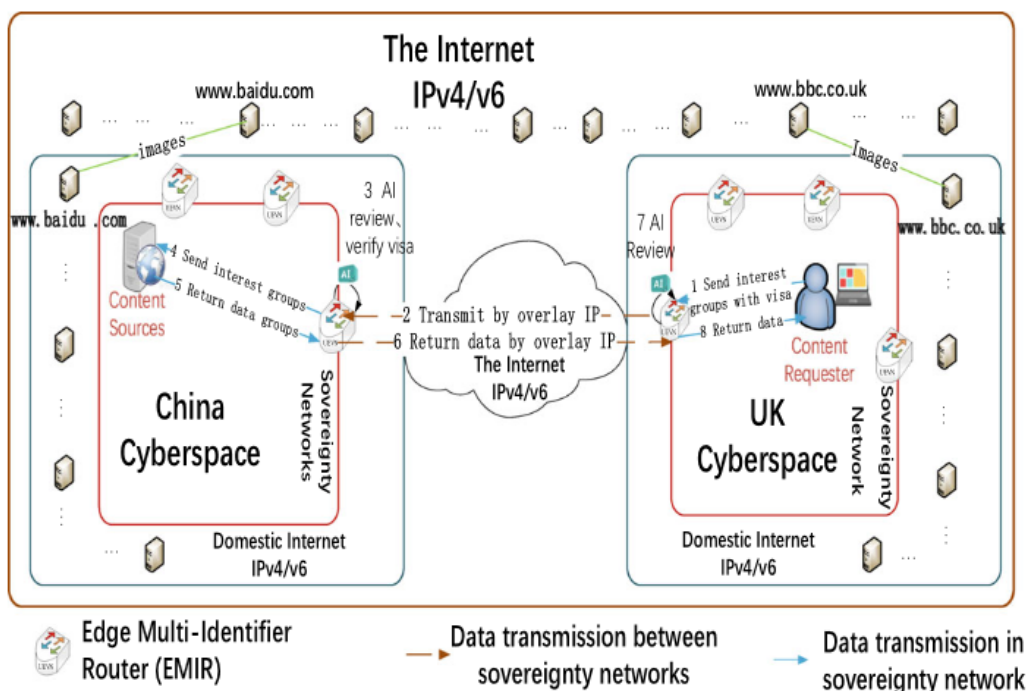 The Internet
IPv4/v6
www.baidu.com
www.bbc.co.uk
images
Images
www.baidu .com
www.bbc.co.uk
3 AI
review、
verify visa
7 AI
Review
AI
AI
4 Send interest groups
5 Return data groups
Content
Sources
2 Transmit by overlay IP
6 Return data by overlay IP
The Internet
IPv4/v6
1 Send interest
groups with visa
8 Return data
Content
Requester
China
Cyberspace
Sovereignty
Networks
UK
Cyberspace
Sovereignty
Network
Domestic Internet
IPv4/v6
Domestic Internet
IPv4/v6
Edge Multi-Identifier
Router (EMIR)
Data transmission between
sovereignty networks
Data transmission in
sovereignty network